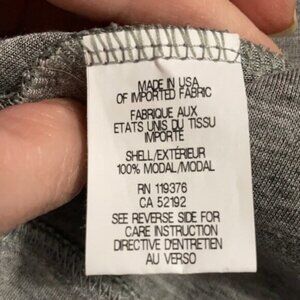 MADE IN USA
OF IMPORTED FABRIC
FABRIQUE AUX
ETATS UNIS DU TISSU
IMPORTE
SHELL/EXTÉRIEUR
100% MODAL/MODAL
RN 119376
CA 52192
SEE REVERSE SIDE FOR
CARE INSTRUCTION
DIRECTIVE D'ENTRETIEN
AU VERSO